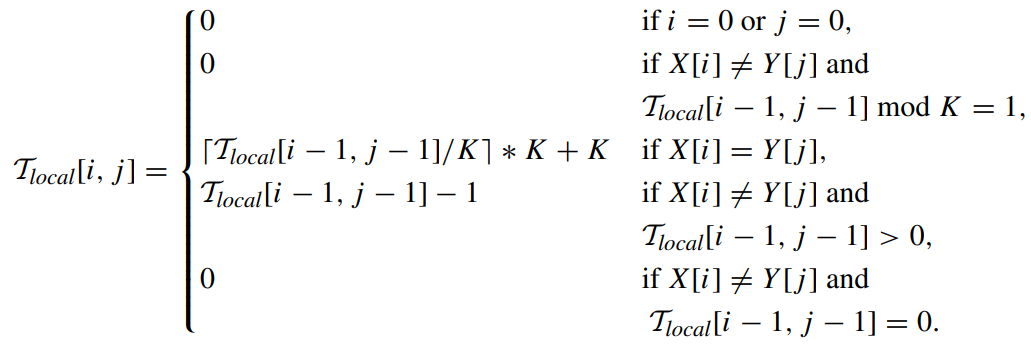 0 if i = 0 or j = 0,
0 if X[i] ≠ Y[j] and
𝒯local[i − 1, j − 1] mod K = 1,
⌈𝒯local[i − 1, j − 1]/K⌉ ∗ K + K if X[i] = Y[j],
𝒯local[i, j] =
𝒯local[i − 1, j − 1] − 1 if X[i] ≠ Y[j] and
𝒯local[i − 1, j − 1] > 0,
0 if X[i] ≠ Y[j] and
𝒯local[i − 1, j − 1] = 0.